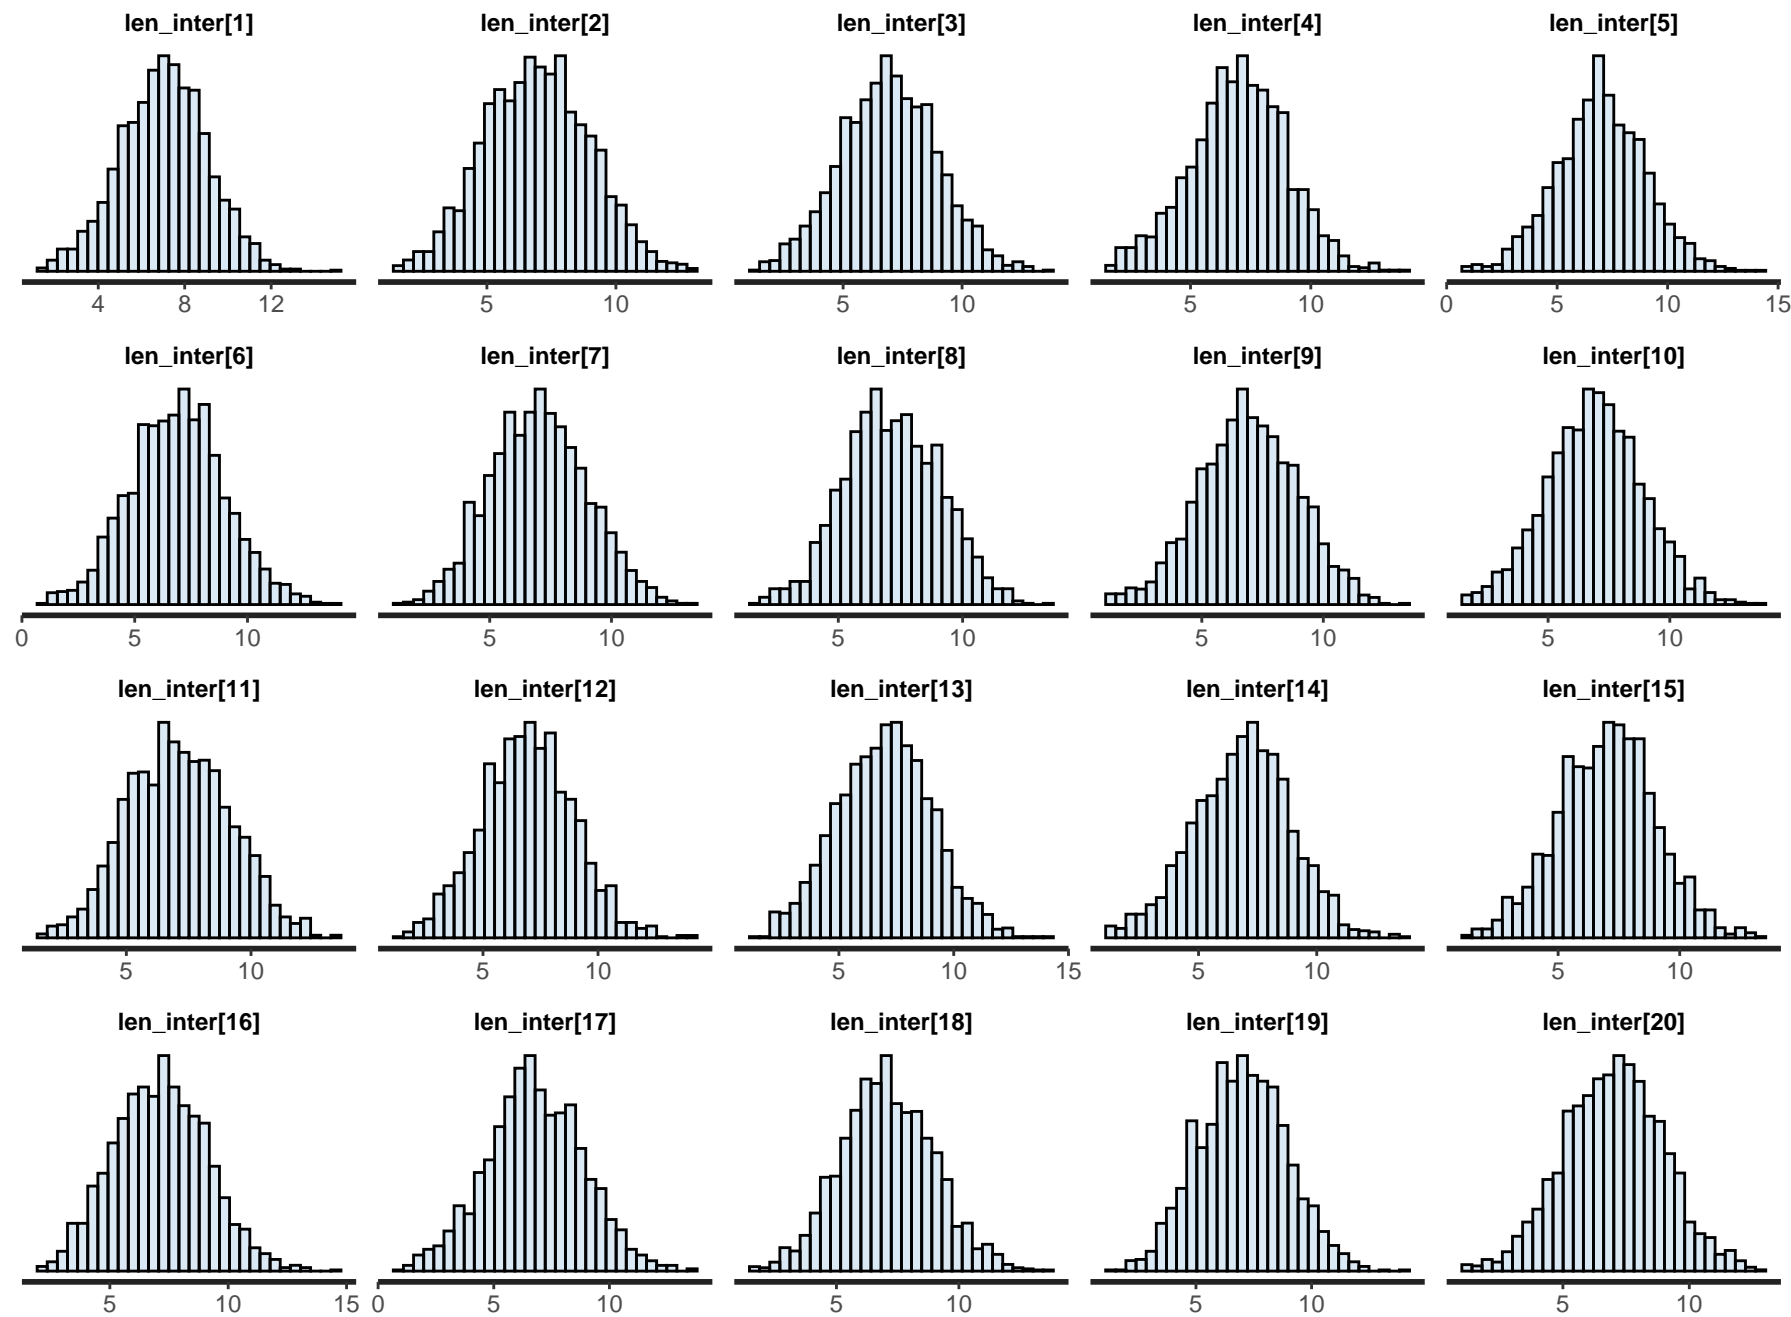 len_inter[1] len_inter[2] len_inter[3] len_inter[4] len_inter[5]
4 8 12 5 10 5 10 5 10 0 5 10 15
len_inter[6] len_inter[7] len_inter[8] len_inter[9] len_inter[10]
0 5 10 5 10 5 10 5 10 5 10
len_inter[11] len_inter[12] len_inter[13] len_inter[14] len_inter[15]
5 10 5 10 5 10 15 5 10 5 10
len_inter[16] len_inter[17] len_inter[18] len_inter[19] len_inter[20]
5 10 15 0 5 10 5 10 5 10 5 10